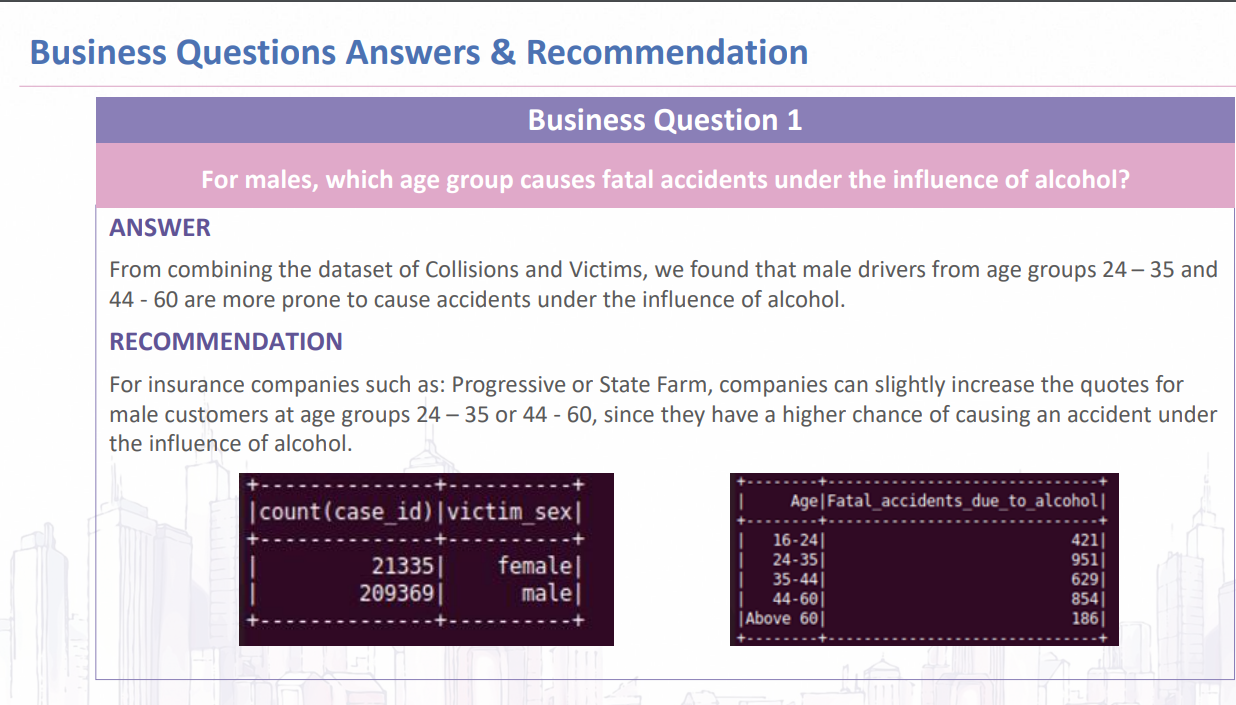 Business Questions Answers & Recommendation
Business Question 1
For males, which age group causes fatal accidents under the influence of alcohol?
ANSWER
From combining the dataset of Collisions and Victims, we found that male drivers from age groups 24 – 35 and
44 - 60 are more prone to cause accidents under the influence of alcohol.
RECOMMENDATION
For insurance companies such as: Progressive or State Farm, companies can slightly increase the quotes for
male customers at age groups 24 – 35 or 44 - 60, since they have a higher chance of causing an accident under
the influence of alcohol.
+--------------+----------+
|count(case_id)|victim_sex|
+--------------+----------+
|         21335|    female|
|        209369|      male|
+--------------+----------+
+--------+-----------------------------+
|     Age|Fatal_accidents_due_to_alcohol|
+--------+-----------------------------+
|   16-24|                          421|
|   24-35|                          951|
|   35-44|                          629|
|   44-60|                          854|
|Above 60|                          186|
+--------+-----------------------------+